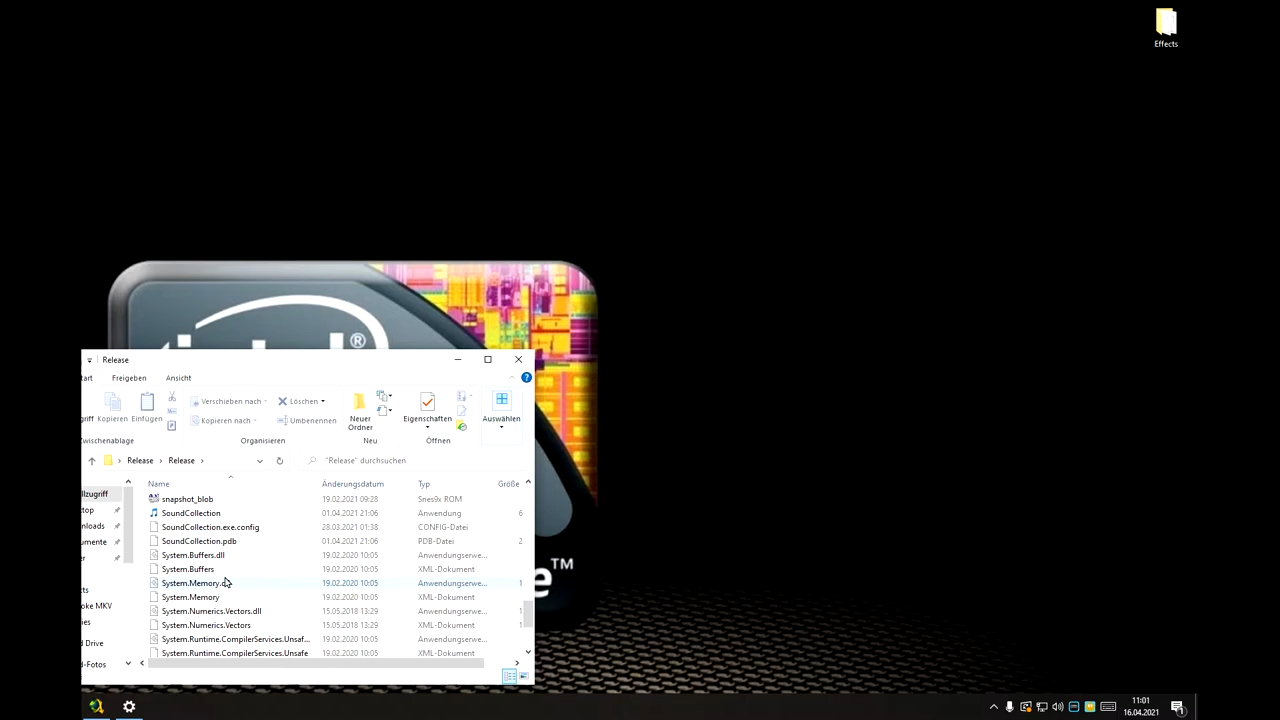 Effects
®
Release
Start
Freigeben
Ansicht
Kopieren
Einfügen
Verschieben nach
Kopieren nach
Löschen
Umbenennen
Neuer
Ordner
Eigenschaften
Auswählen
Zwischenablage
Organisieren
Neu
Öffnen
Release > Release >
"Release" durchsuchen
Name Änderungsdatum Typ Größe
snapshot_blob 19.02.2021 09:28 Snes9x ROM
SoundCollection 01.04.2021 21:06 Anwendung 6
SoundCollection.exe.config 28.03.2021 01:38 CONFIG-Datei
SoundCollection.pdb 01.04.2021 21:06 PDB-Datei 2
System.Buffers.dll 19.02.2020 10:05 Anwendungserwe...
System.Buffers 19.02.2020 10:05 XML-Dokument
System.Memory.d 19.02.2020 10:05 Anwendungserwe... 1
System.Memory 19.02.2020 10:05 XML-Dokument
System.Numerics.Vectors.dll 15.05.2018 13:29 Anwendungserwe... 1
System.Numerics.Vectors 15.05.2018 13:29 XML-Dokument 1
System.Runtime.CompilerServices.Unsaf... 19.02.2020 10:05 Anwendungserwe...
System.Runtime.CompilerServices.Unsafe 19.02.2020 10:05 XML-Dokument
llzugriff
top
nloads
umente
oke MKV
ies
d Drive
d-Fotos
e™
11:01
16.04.2021
1